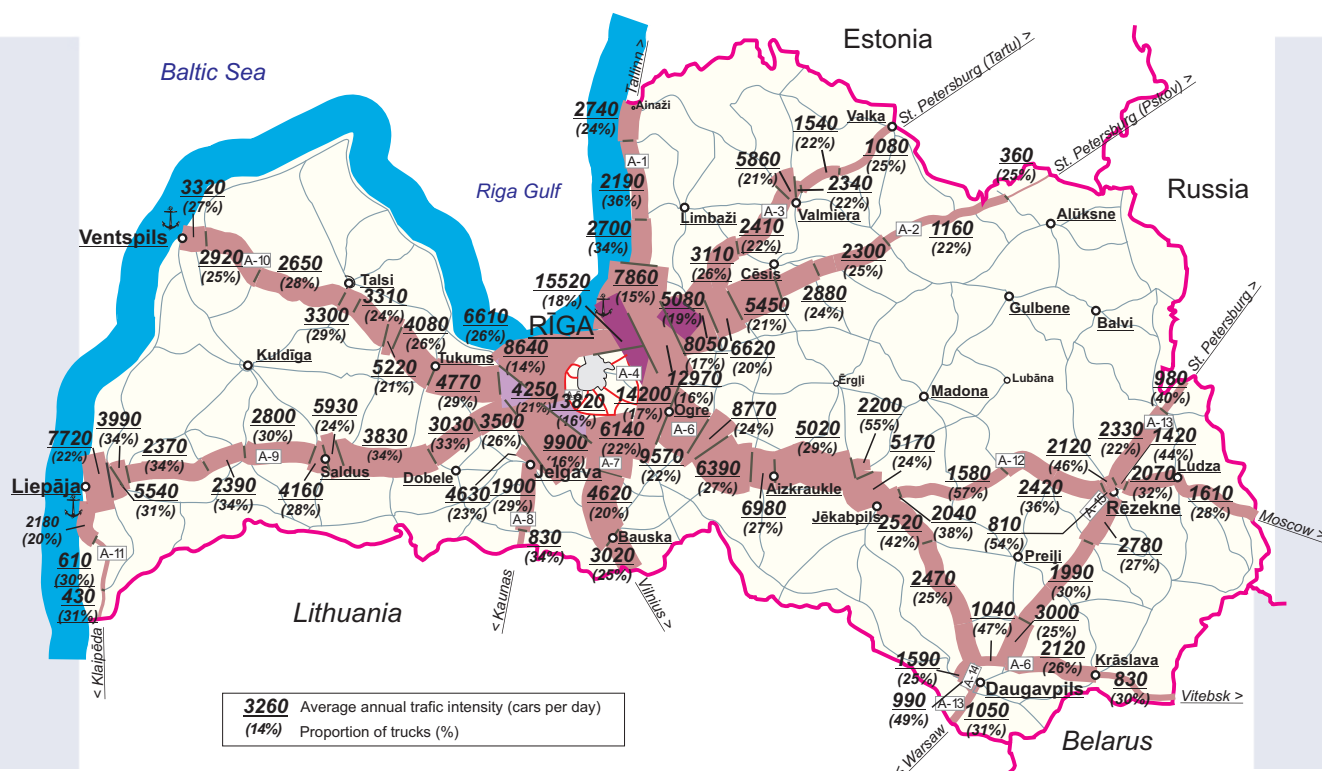 Estonia
Baltic Sea
Tallinn >
St. Petersburg (Tartu) >
St. Petersburg (Pskov) >
Ainaži
2740
(24%)
A-1
1540
(22%)
Valka
1080
(25%)
360
(25%)
5860
(21%)
2340
(22%)
Russia
Riga Gulf
2190
(36%)
3320
(27%)
Limbaži
A-3
Valmiera
Alūksne
2700
(34%)
2410
(22%)
A-2
1160
(22%)
Ventspils
2920
(25%)
A-10
2650
(28%)
Talsi
3110
(26%)
Cēsis
2300
(25%)
15520
(18%)
7860
(15%)
3310
(24%)
3300
(29%)
5080
(19%)
5450
(21%)
2880
(24%)
Gulbene
Balvi
St. Petersburg >
6610
(26%)
RĪGA
4080
(26%)
8640
(14%)
8050
(17%)
6620
(20%)
Kuldīga
Tukums
5220
(21%)
4770
(29%)
A-4
12970
(16%)
Ērgļi
Madona
Lubāna
980
(40%)
4250
(21%)
13820
(16%)
14200
(17%)
Ogre
A-6
8770
(24%)
2200
(55%)
3990
(34%)
7720
(22%)
2370
(34%)
2800
(30%)
5930
(24%)
3830
(34%)
3030
(33%)
3500
(26%)
9900
(16%)
6140
(22%)
A-7
9570
(22%)
6390
(27%)
5020
(29%)
5170
(24%)
2330
(22%)
A-13
1420
(44%)
2120
(46%)
A-9
Saldus
Dobele
Jelgava
Aizkraukle
1580
(57%)
A-12
2070
(32%)
Ludza
Liepāja
5540
(31%)
2390
(34%)
4160
(28%)
4630
(23%)
1900
(29%)
4620
(20%)
6980
(27%)
Jēkabpils
2420
(36%)
A-15
Rēzekne
1610
(28%)
Moscow >
2180
(20%)
A-8
830
(34%)
Bauska
2520
(42%)
2040
(38%)
810
(54%)
2780
(27%)
A-11
610
(30%)
3020
(25%)
Preiļi
430
(31%)
< Klaipēda
Lithuania
< Kaunas
Vilnius >
2470
(25%)
1990
(30%)
1040
(47%)
3000
(25%)
1590
(25%)
A-14
A-6
2120
(26%)
Krāslava
830
(30%)
Vitebsk >
Daugavpils
990
(49%)
A-13
1050
(31%)
< Warsaw
Belarus
3260 Average annual trafic intensity (cars per day)
(14%) Proportion of trucks (%)